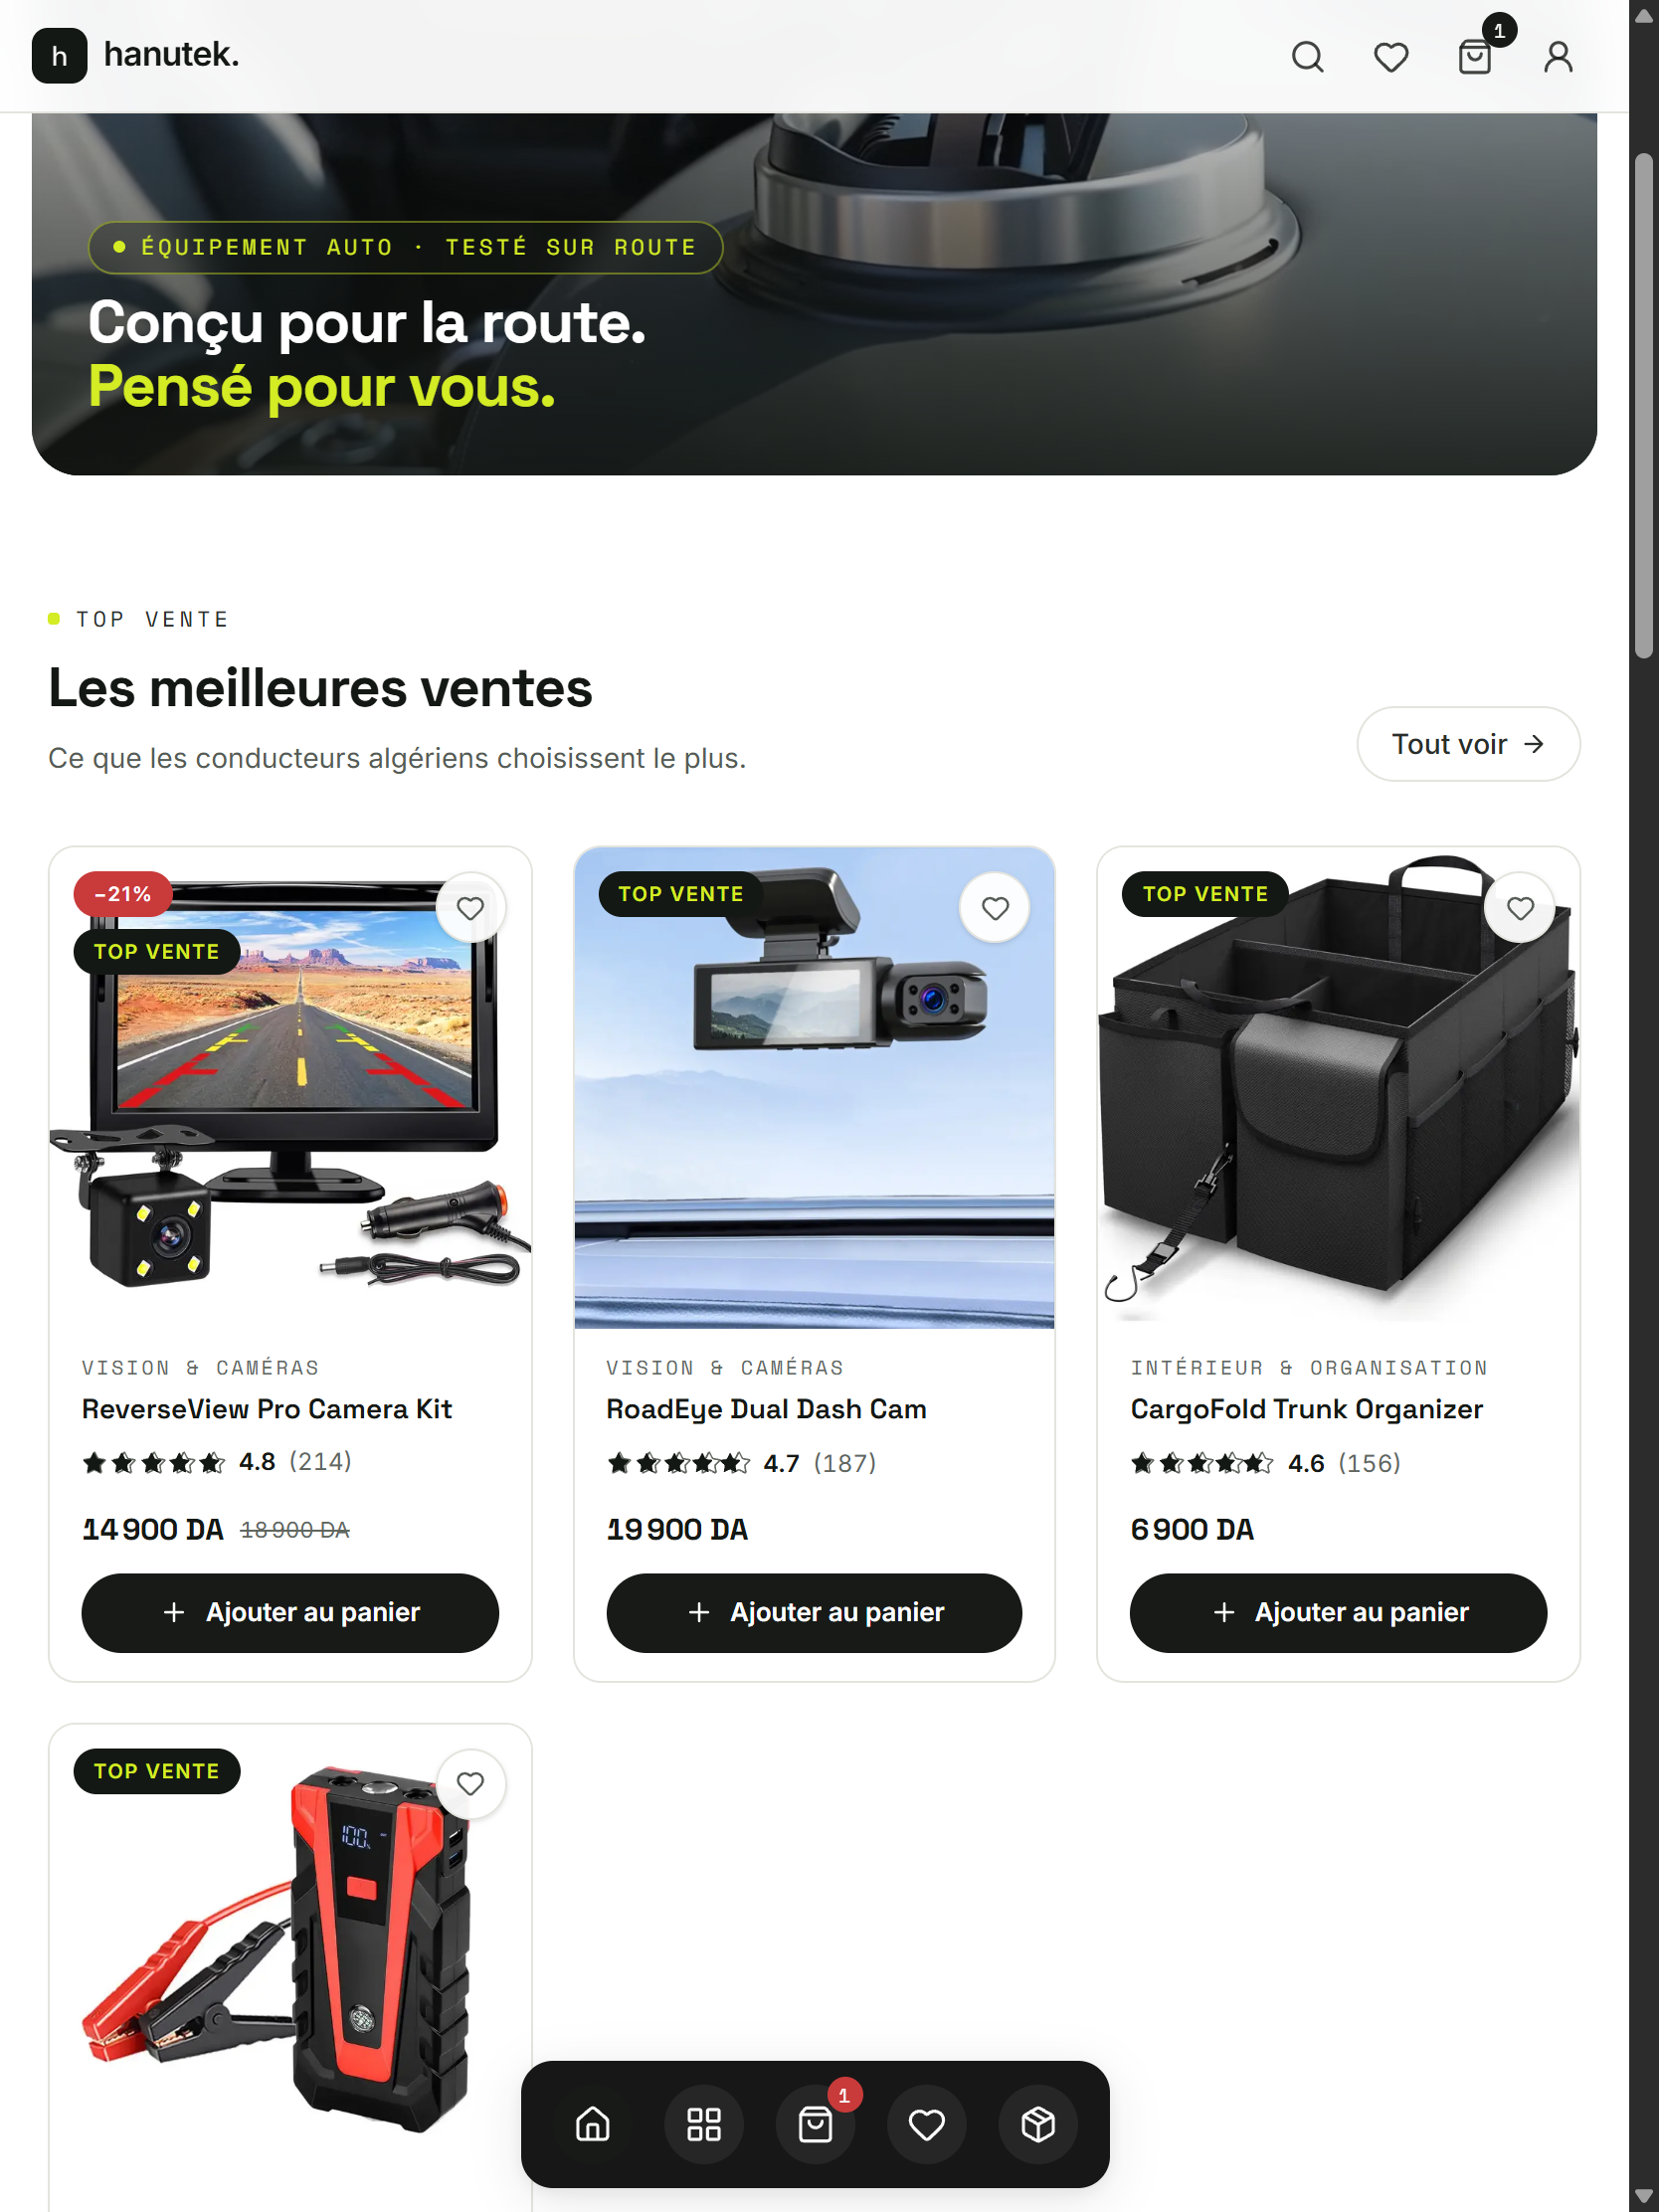 h hanutek.
1
ÉQUIPEMENT AUTO · TESTÉ SUR ROUTE
Conçu pour la route.
Pensé pour vous.
TOP VENTE
Les meilleures ventes
Ce que les conducteurs algériens choisissent le plus.
Tout voir →
−21%
TOP VENTE
TOP VENTE
TOP VENTE
VISION & CAMÉRAS
ReverseView Pro Camera Kit
4.8 (214)
14 900 DA 18 900 DA
+ Ajouter au panier
VISION & CAMÉRAS
RoadEye Dual Dash Cam
4.7 (187)
19 900 DA
+ Ajouter au panier
INTÉRIEUR & ORGANISATION
CargoFold Trunk Organizer
4.6 (156)
6 900 DA
+ Ajouter au panier
TOP VENTE
100%
1